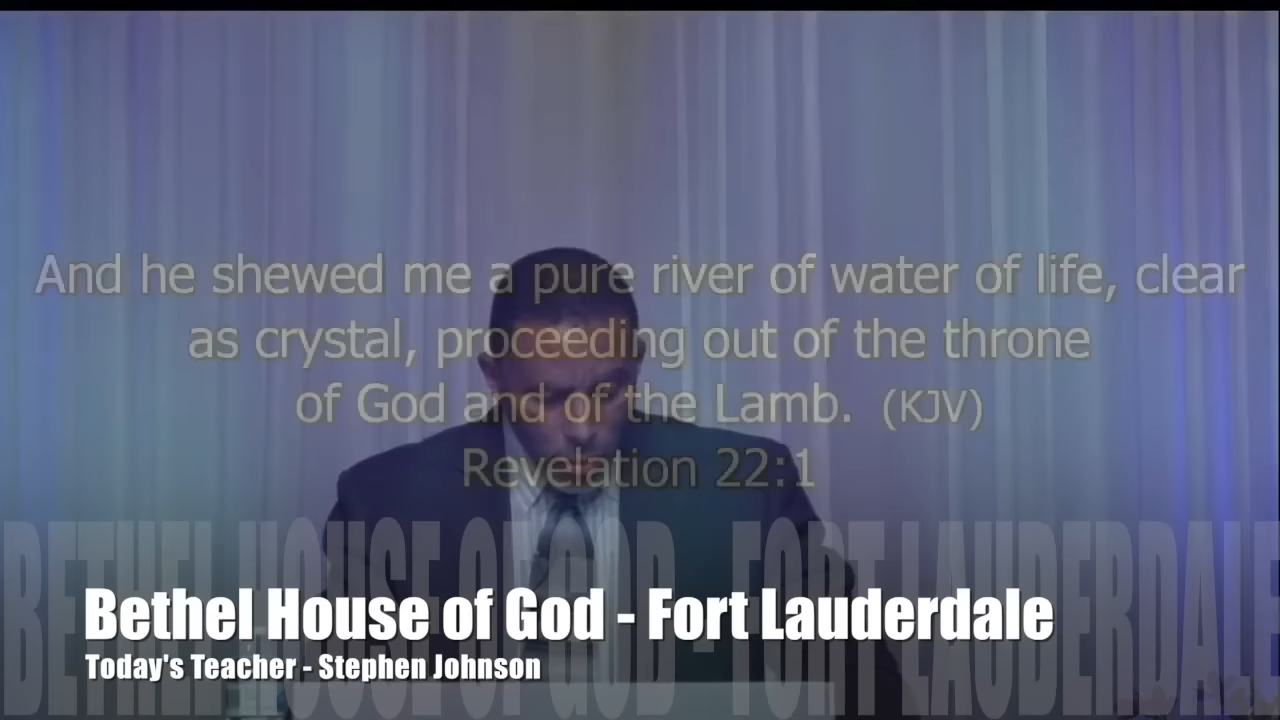 And he shewed me a pure river of water of life, clear
as crystal, proceeding out of the throne
of God and of the Lamb. (KJV)
Revelation 22:1
BETHEL HOUSE OF GOD - FORT LAUDERDALE
Bethel House of God - Fort Lauderdale
Today's Teacher - Stephen Johnson